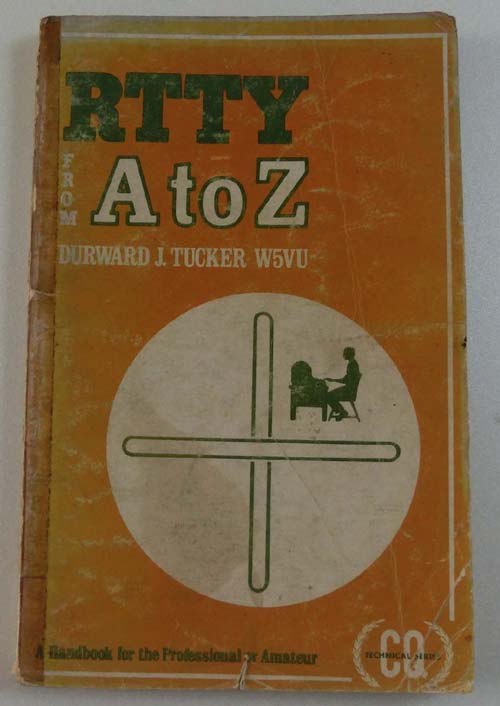 RTTY
FROM
A to Z
DURWARD J. TUCKER W5VU
A Handbook for the Professional or Amateur
CQ
TECHNICAL SERIES